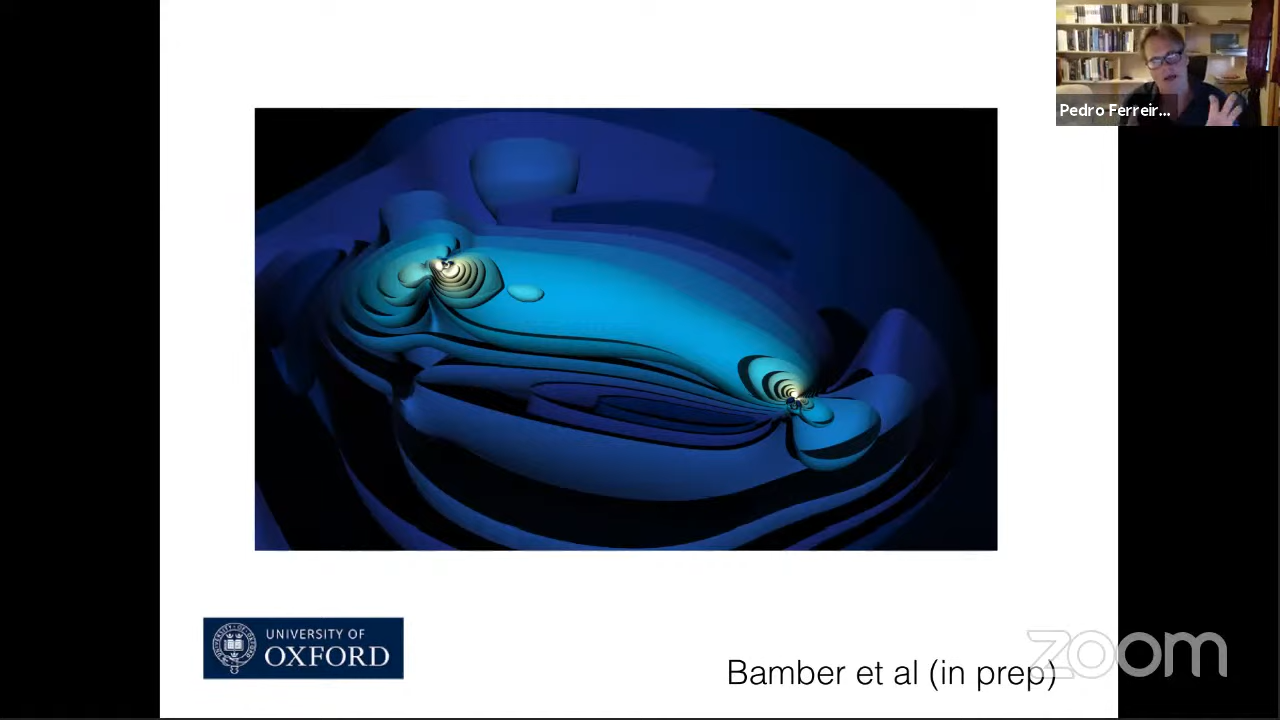 Pedro Ferreir...
UNIVERSITY OF
OXFORD
Bamber et al (in prep)
zoom